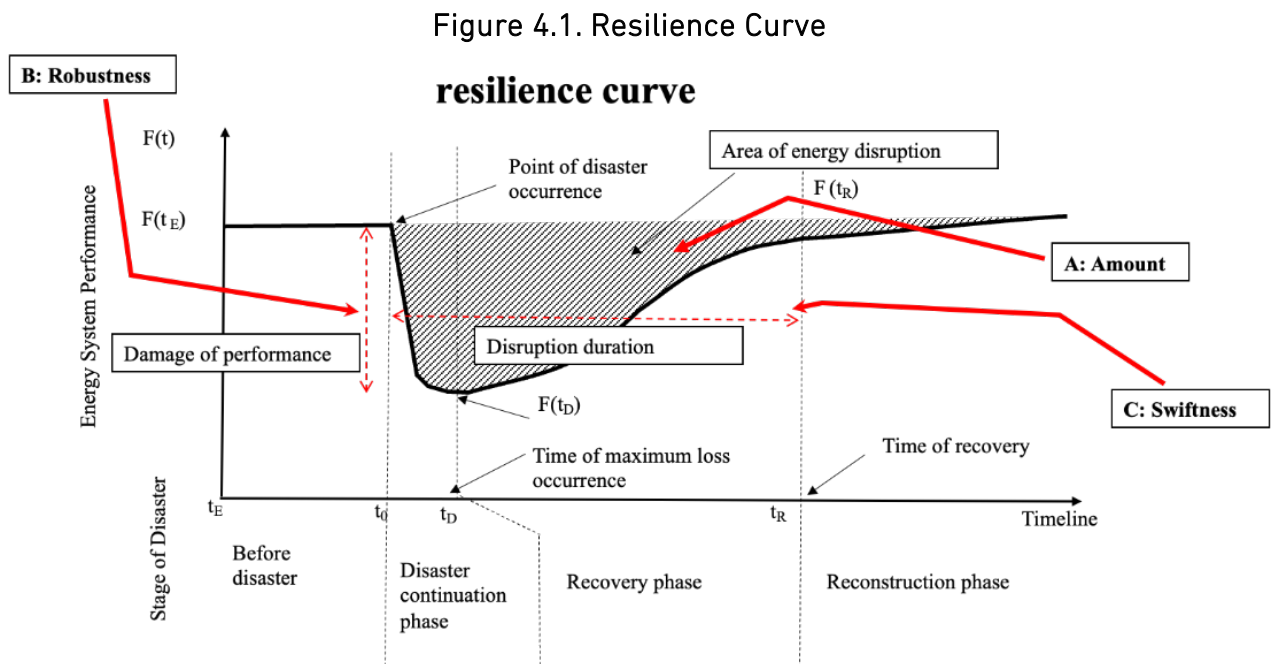 Figure 4.1. Resilience Curve
B: Robustness
resilience curve
F(t)
Area of energy disruption
Point of disaster
occurrence
F (tR)
F(t E)
A: Amount
Energy System Performance
Damage of performance
Disruption duration
F(tD)
C: Swiftness
Time of recovery
Time of maximum loss
occurrence
tE
t0
tD
tR
Timeline
Stage of Disaster
Before
disaster
Disaster
continuation
phase
Recovery phase
Reconstruction phase